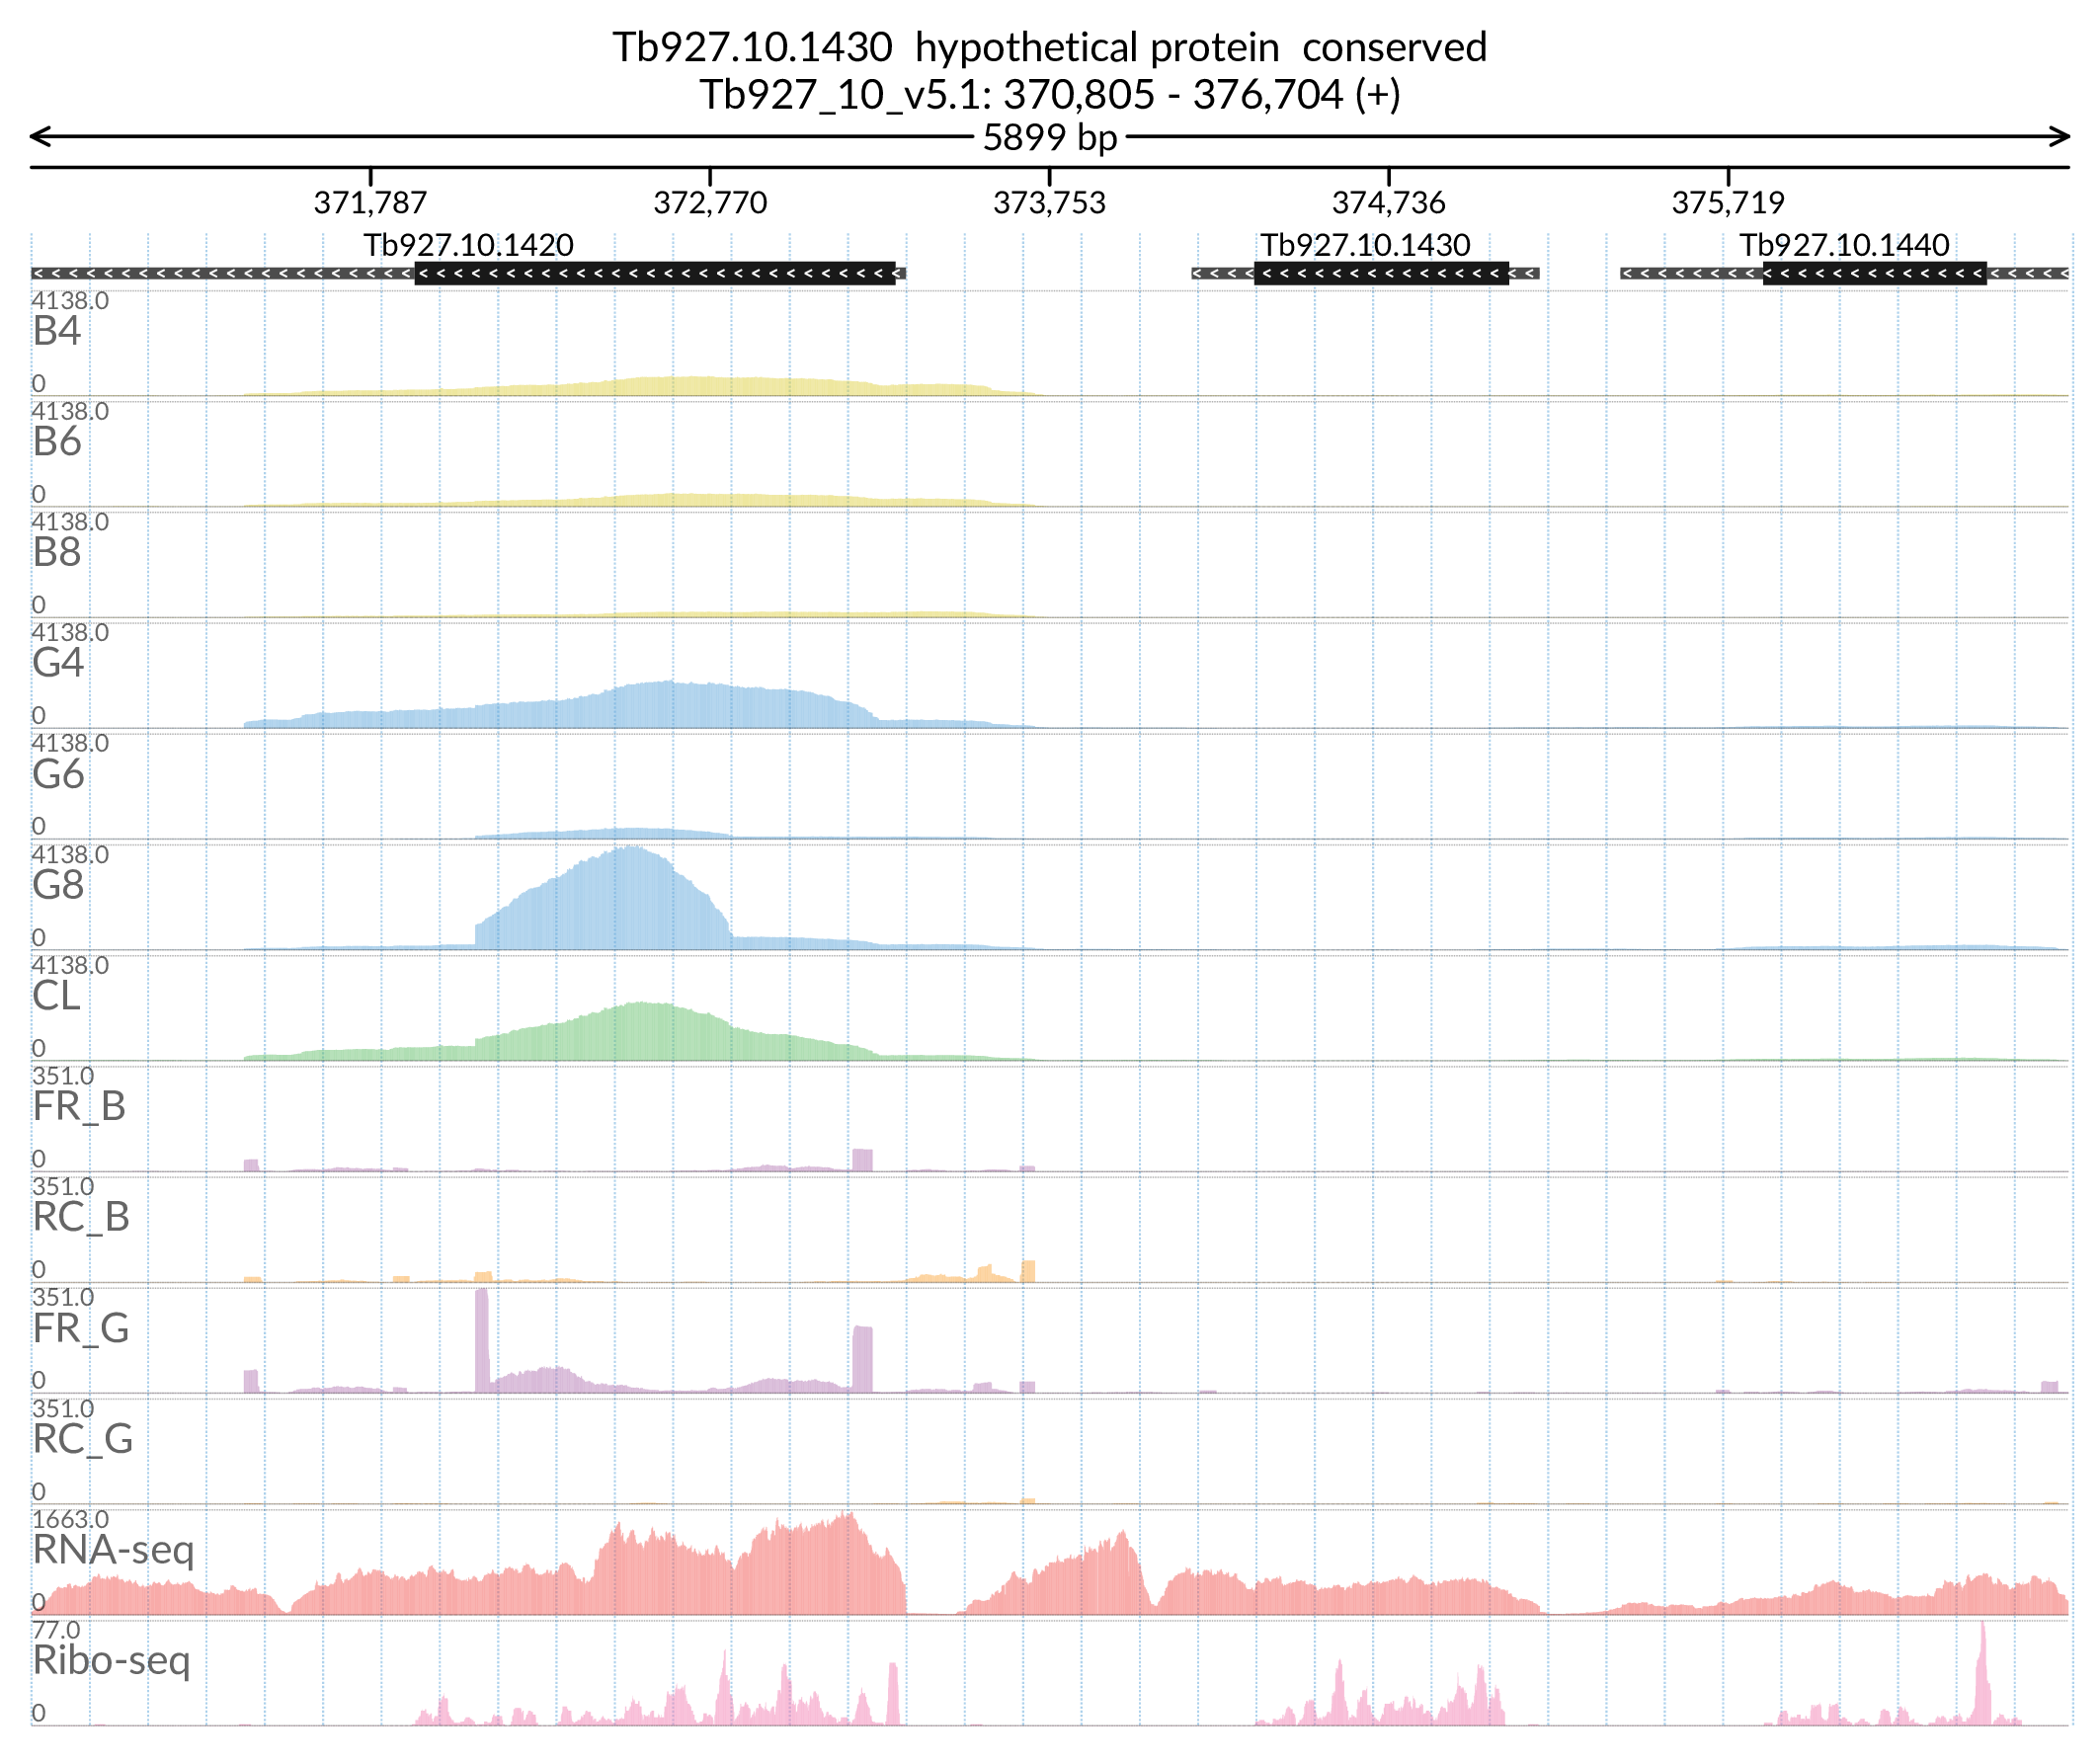 Tb927.10.1430 hypothetical protein conserved
Tb927_10_v5.1: 370,805 - 376,704 (+)
5899 bp
371,787 372,770 373,753 374,736 375,719
Tb927.10.1420 Tb927.10.1430 Tb927.10.1440
4138.0
B4
0
4138.0
B6
0
4138.0
B8
0
4138.0
G4
0
4138.0
G6
0
4138.0
G8
0
4138.0
CL
0
351.0
FR_B
0
351.0
RC_B
0
351.0
FR_G
0
351.0
RC_G
0
1663.0
RNA-seq
0
77.0
Ribo-seq
0